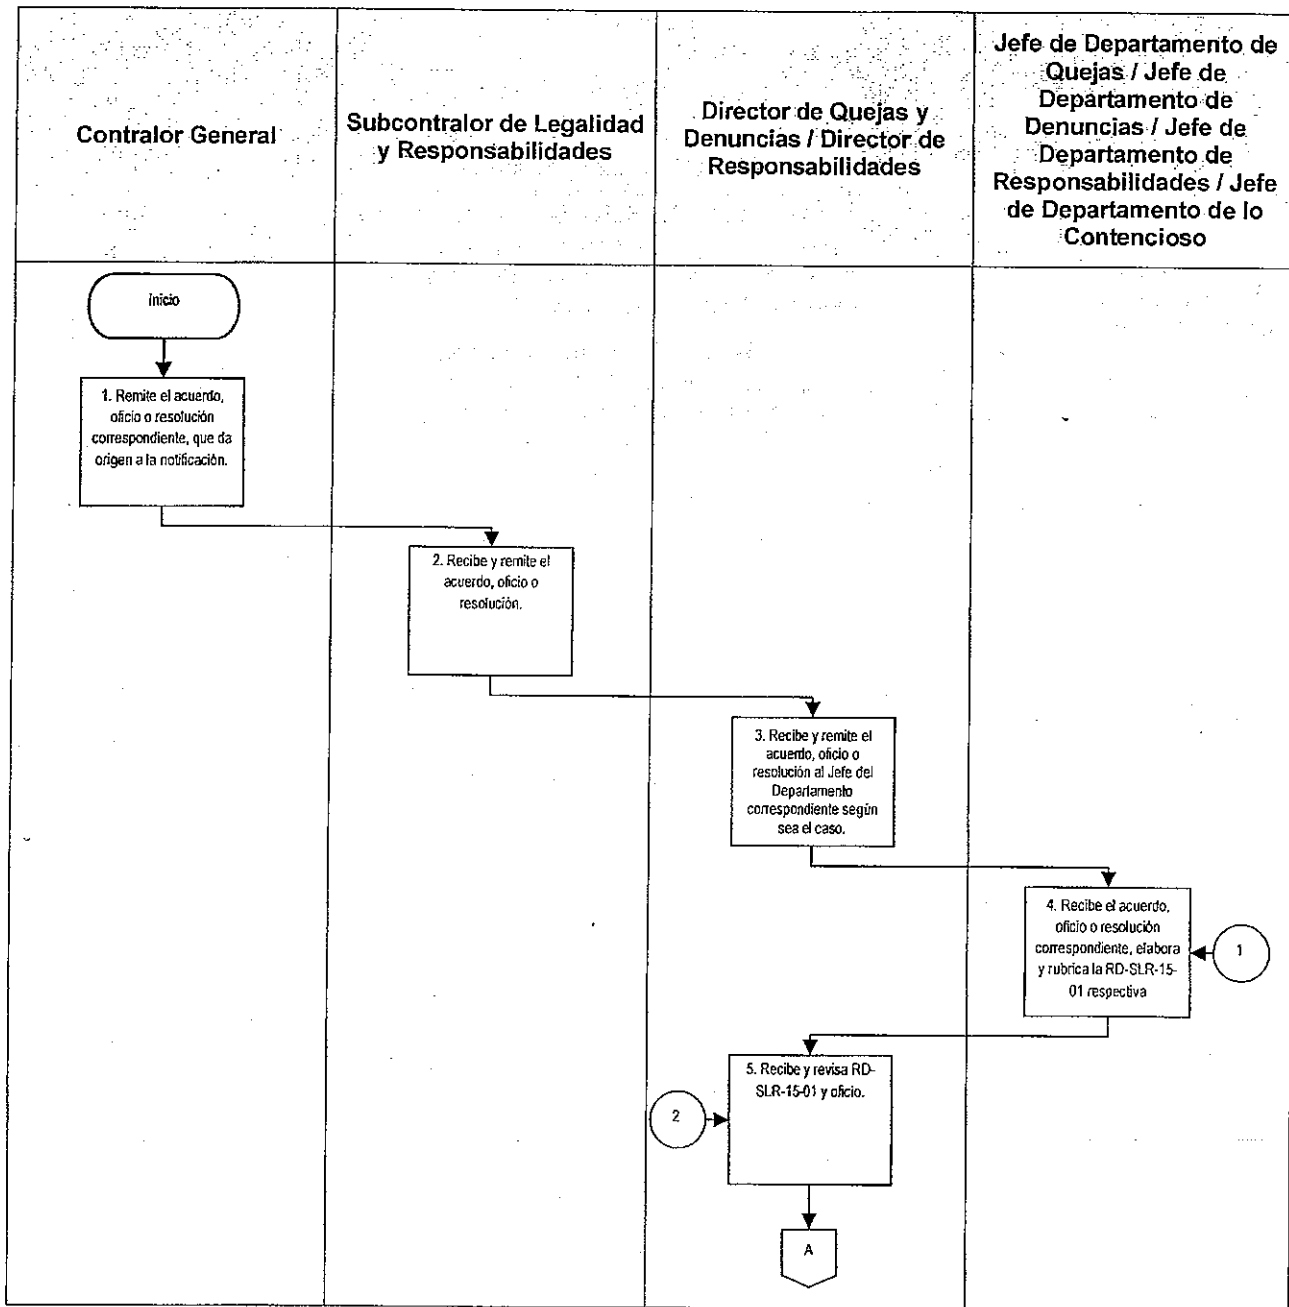 Contralor General
Subcontralor de Legalidad
y Responsabilidades
Director de Quejas y
Denuncias / Director de
Responsabilidades
Jefe de Departamento de
Quejas / Jefe de
Departamento de
Denuncias / Jefe de
Departamento de
Responsabilidades / Jefe
de Departamento de lo
Contencioso
Inicio
1. Remite el acuerdo,
oficio o resolución
correspondiente, que da
origen a la notificación.
2. Recibe y remite el
acuerdo, oficio o
resolución.
3. Recibe y remite el
acuerdo, oficio o
resolución al Jefe del
Departamento
correspondiente según
sea el caso.
4. Recibe el acuerdo,
oficio o resolución
correspondiente, elabora
y rubrica la RD-SLR-15-
01 respectiva
1
5. Recibe y revisa RD-
SLR-15-01 y oficio.
2
A